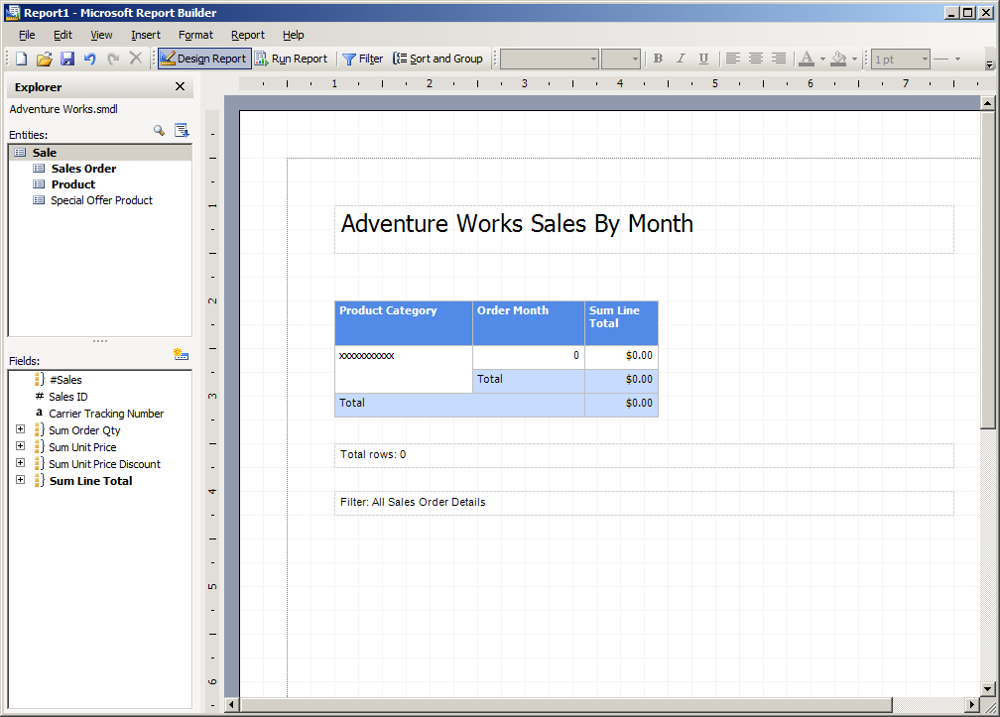 Report1 - Microsoft Report Builder
File Edit View Insert Format Report Help
Design Report Run Report Filter Sort and Group B I U A 1 pt
Explorer
Adventure Works.smdl
Entities:
Sale
Sales Order
Product
Special Offer Product
Fields:
#Sales
# Sales ID
a Carrier Tracking Number
Sum Order Qty
Sum Unit Price
Sum Unit Price Discount
Sum Line Total
1 2 3 4 5 6 7
1
2
3
4
5
6
Adventure Works Sales By Month
Product Category Order Month Sum Line
Total
xxxxxxxxxxx 0 $0.00
Total $0.00
Total $0.00
Total rows: 0
Filter: All Sales Order Details